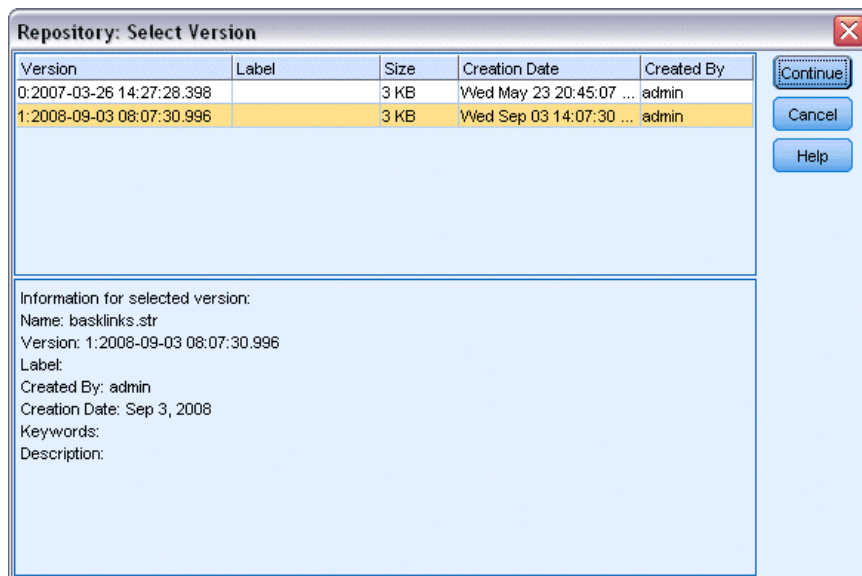 Repository: Select Version
Version Label Size Creation Date Created By
0:2007-03-26 14:27:28.398 3 KB Wed May 23 20:45:07 ... admin
1:2008-09-03 08:07:30.996 3 KB Wed Sep 03 14:07:30 ... admin
Continue
Cancel
Help
Information for selected version:
Name: basklinks.str
Version: 1:2008-09-03 08:07:30.996
Label:
Created By: admin
Creation Date: Sep 3, 2008
Keywords:
Description: